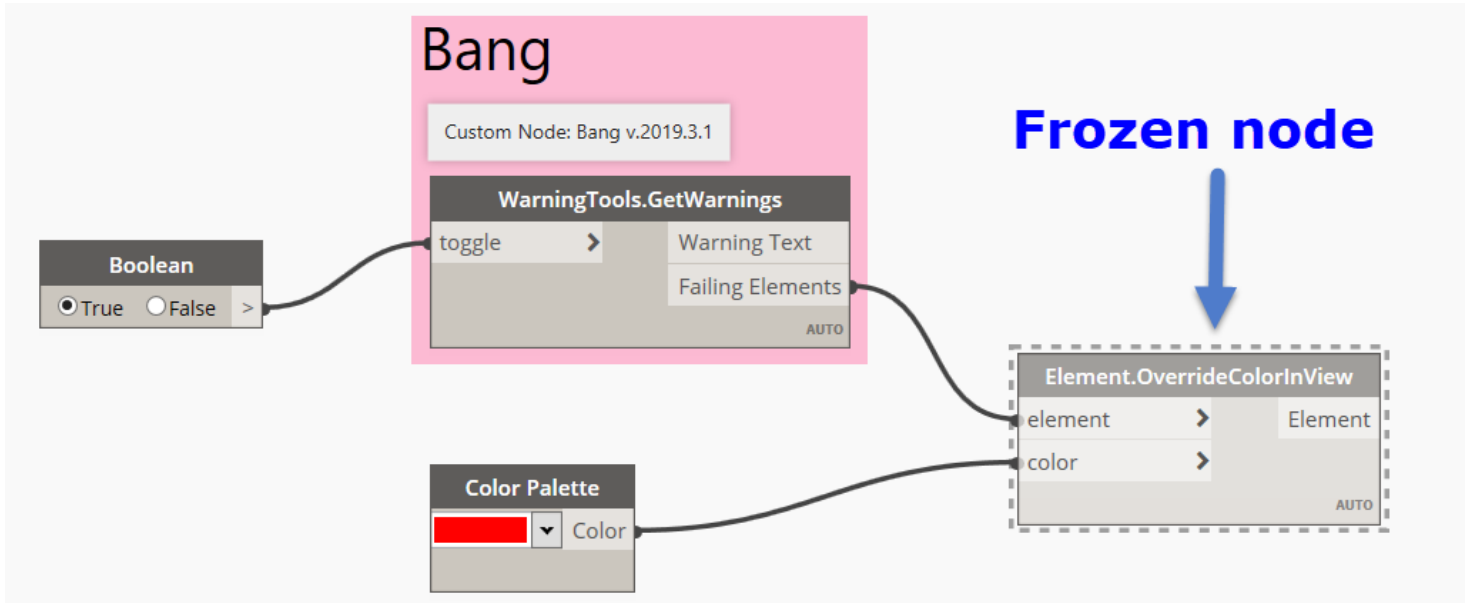 Bang
Custom Node: Bang v.2019.3.1
Frozen node
WarningTools.GetWarnings
toggle
Warning Text
Failing Elements
AUTO
Boolean
True False >
Element.OverrideColorInView
element
Element
color
AUTO
Color Palette
Color